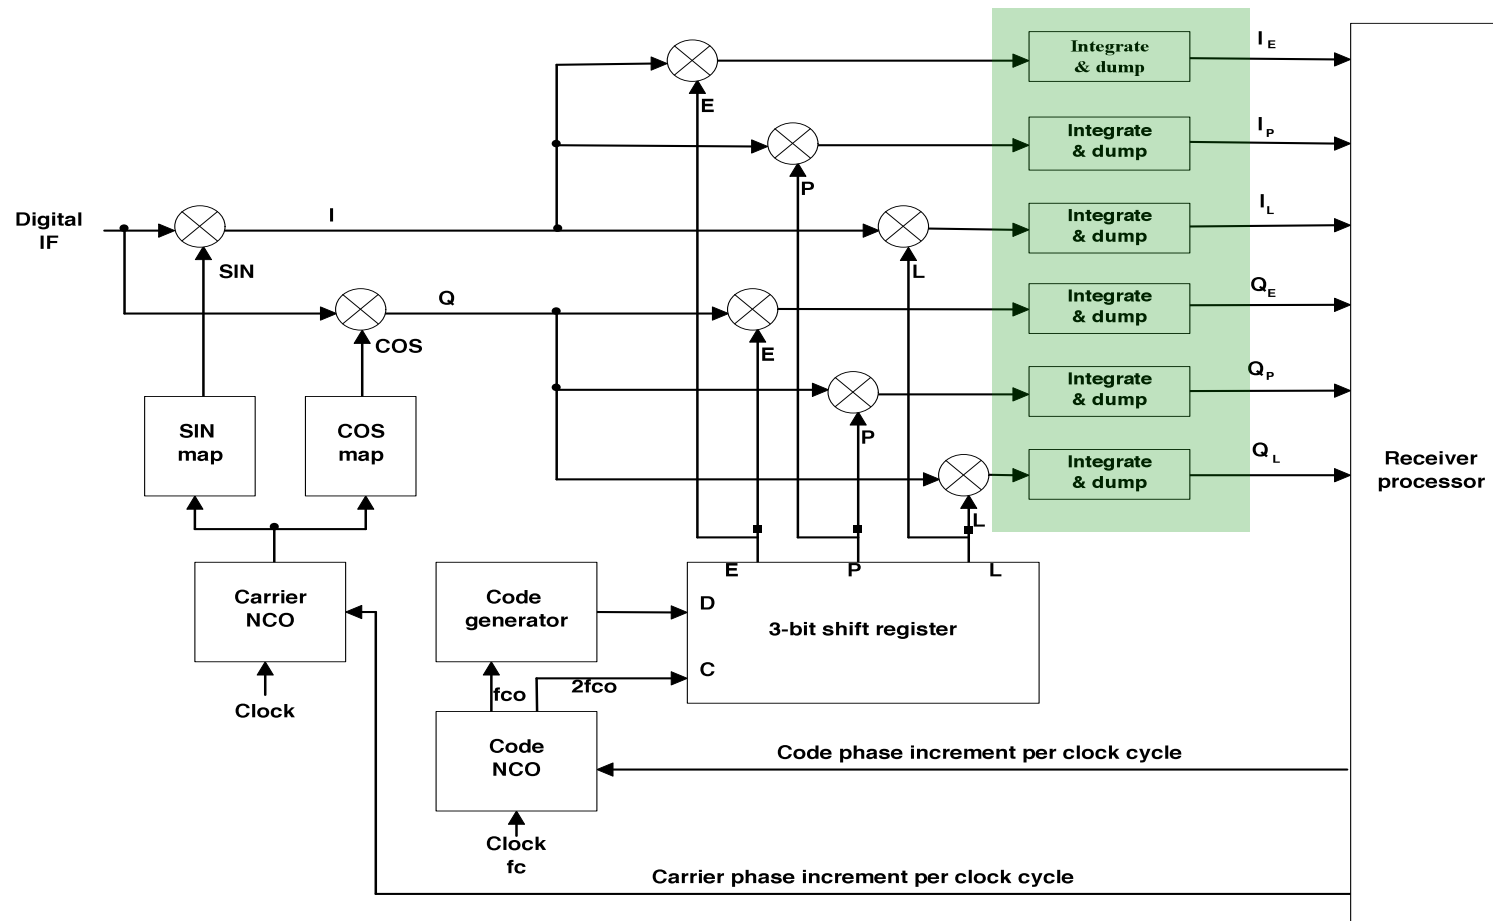 Integrate
& dump
I E
E
Integrate
& dump
I P
P
Digital
IF
I
Integrate
& dump
I L
SIN
L
Q
Integrate
& dump
Q E
COS
E
Integrate
& dump
Q P
SIN
map
COS
map
P
Integrate
& dump
Q L
Receiver
processor
L
E P L
Carrier
NCO
Code
generator
D
3-bit shift register
C
fco
2fco
Clock
Code
NCO
Code phase increment per clock cycle
Clock
fc
Carrier phase increment per clock cycle